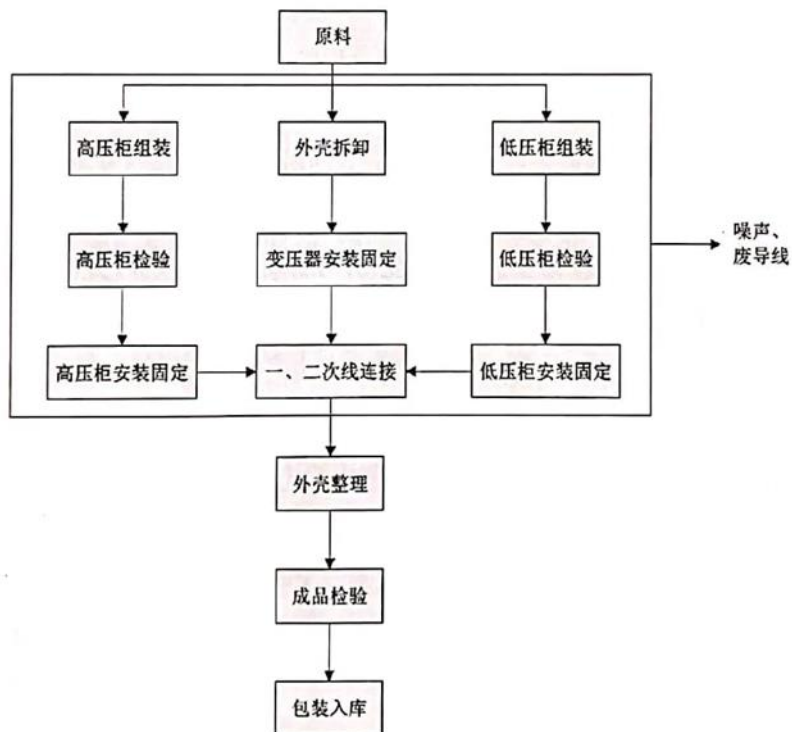 原料
高压柜组装
外壳拆卸
低压柜组装
高压柜检验
变压器安装固定
低压柜检验
噪声、
废导线
高压柜安装固定
一、二次线连接
低压柜安装固定
外壳整理
成品检验
包装入库